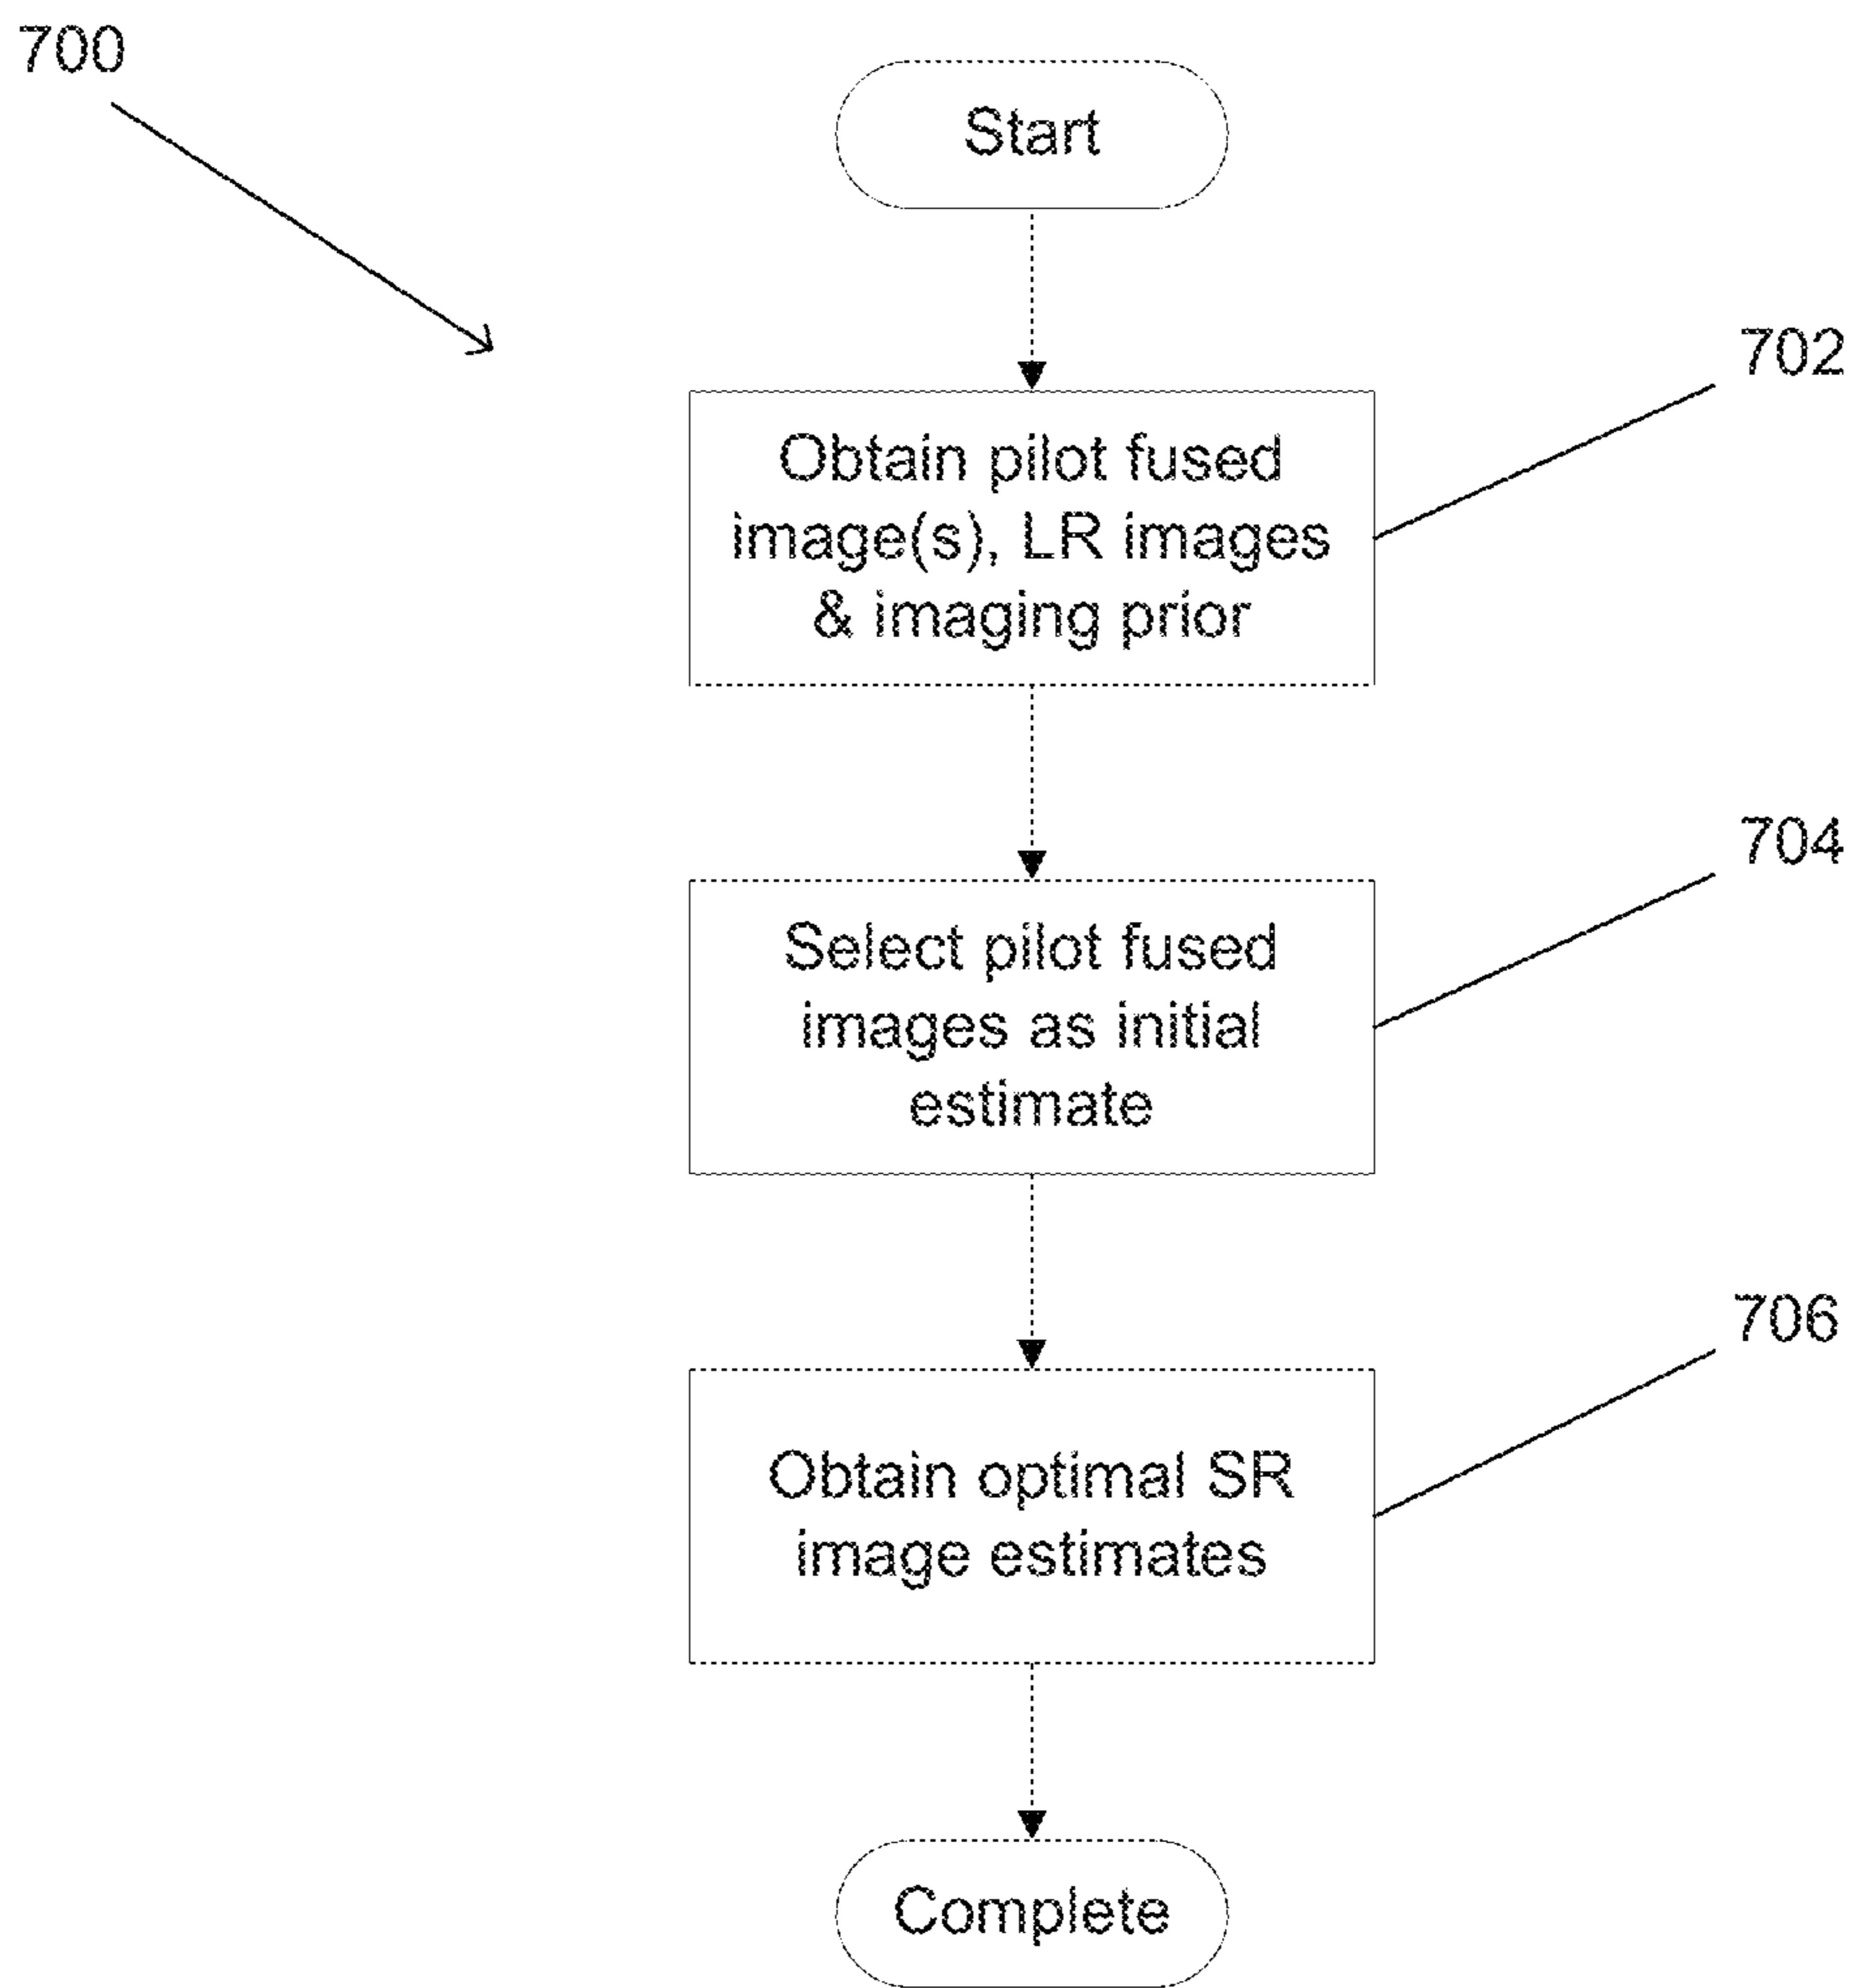 700
Start
702
Obtain pilot fused
image(s), LR images
& imaging prior
704
Select pilot fused
images as initial
estimate
706
Obtain optimal SR
image estimates
Complete